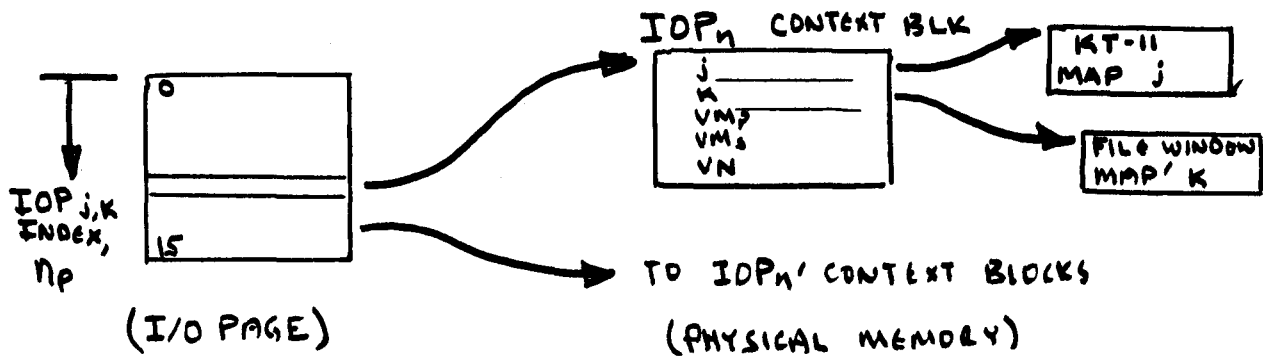 0
15
IOP j,K
INDEX,
np
(I/O PAGE)
IOPn CONTEXT BLK
j
K
VMP
VMs
VN
KT-11
MAP j
FILE WINDOW
MAP' K
TO IOPn' CONTEXT BLOCKS
(PHYSICAL MEMORY)